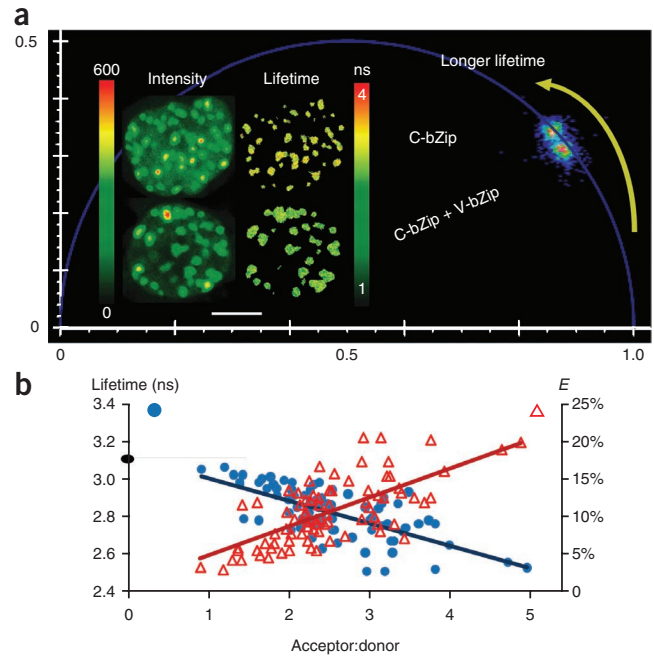 a
0.5
600
Intensity
Lifetime
ns
4
Longer lifetime
C-bZip
C-bZip + V-bZip
0
1
0
0
0.5
1.0
b
Lifetime (ns)
E
3.4
25%
3.2
20%
3.0
15%
2.8
10%
2.6
5%
2.4
0
0
1
2
3
4
5
Acceptor:donor